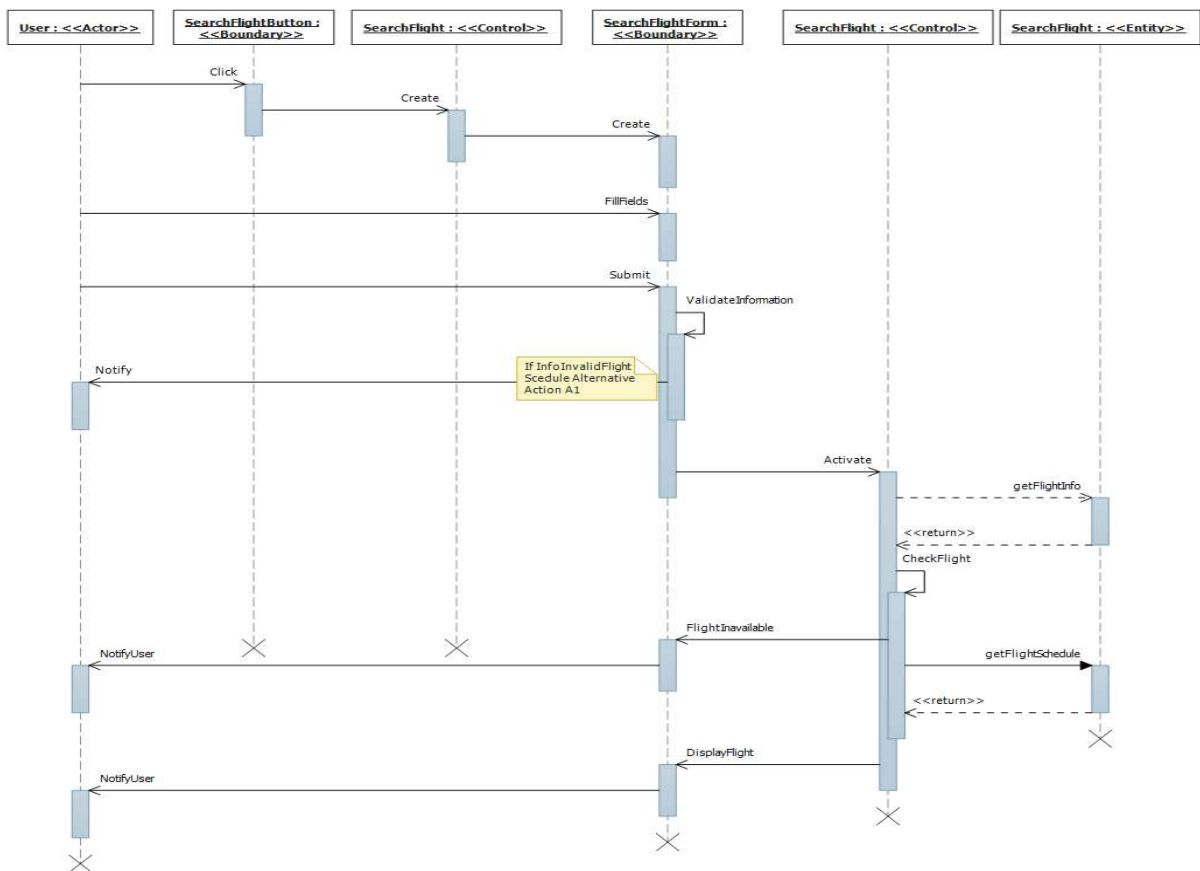 User : <<Actor>>
SearchFlightButton :
<<Boundary>>
SearchFlight : <<Control>>
SearchFlightForm :
<<Boundary>>
SearchFlight : <<Control>>
SearchFlight : <<Entity>>
Click
Create
Create
FillFields
Submit
ValidateInformation
If InfoInvalidFlight
Scedule Alternative
Action A1
Notify
Activate
getFlightInfo
<<return>>
CheckFlight
FlightInavailable
NotifyUser
getFlightSchedule
<<return>>
DisplayFlight
NotifyUser